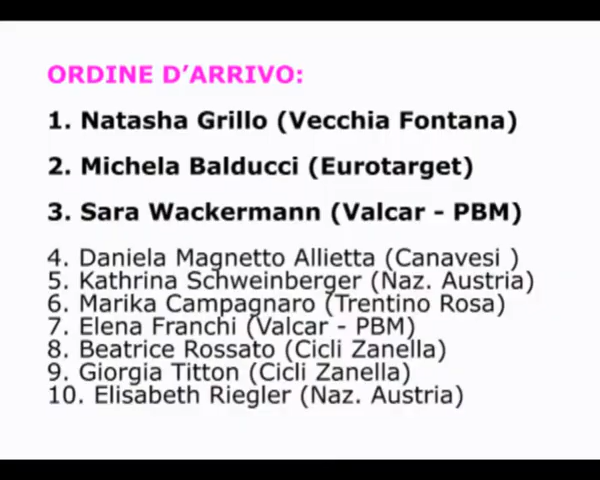 ORDINE D'ARRIVO:
1. Natasha Grillo (Vecchia Fontana)
2. Michela Balducci (Eurotarget)
3. Sara Wackermann (Valcar - PBM)
4. Daniela Magnetto Allietta (Canavesi )
5. Kathrina Schweinberger (Naz. Austria)
6. Marika Campagnaro (Trentino Rosa)
7. Elena Franchi (Valcar - PBM)
8. Beatrice Rossato (Cicli Zanella)
9. Giorgia Titton (Cicli Zanella)
10. Elisabeth Riegler (Naz. Austria)